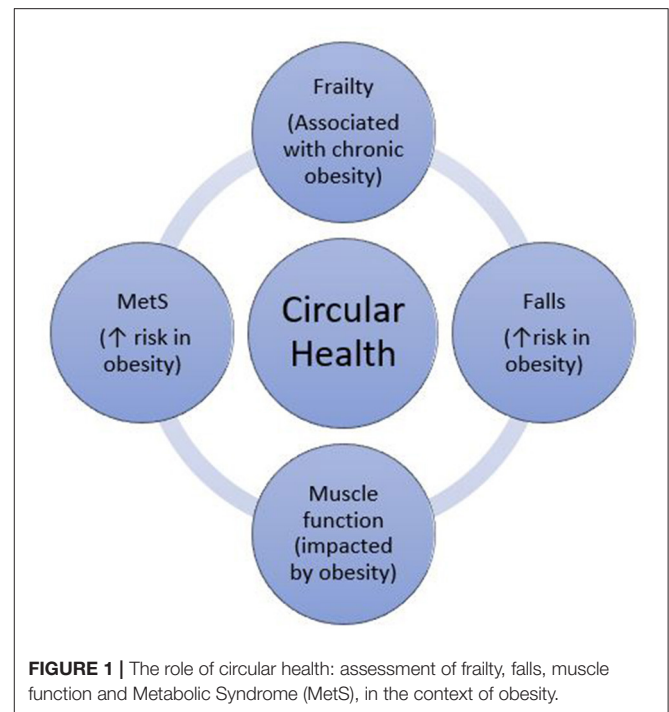 Frailty
(Associated
with chronic
obesity)
MetS
(↑ risk in
obesity)
Circular
Health
Falls
(↑risk in
obesity)
Muscle
function
(impacted
by obesity)
FIGURE 1 | The role of circular health: assessment of frailty, falls, muscle
function and Metabolic Syndrome (MetS), in the context of obesity.